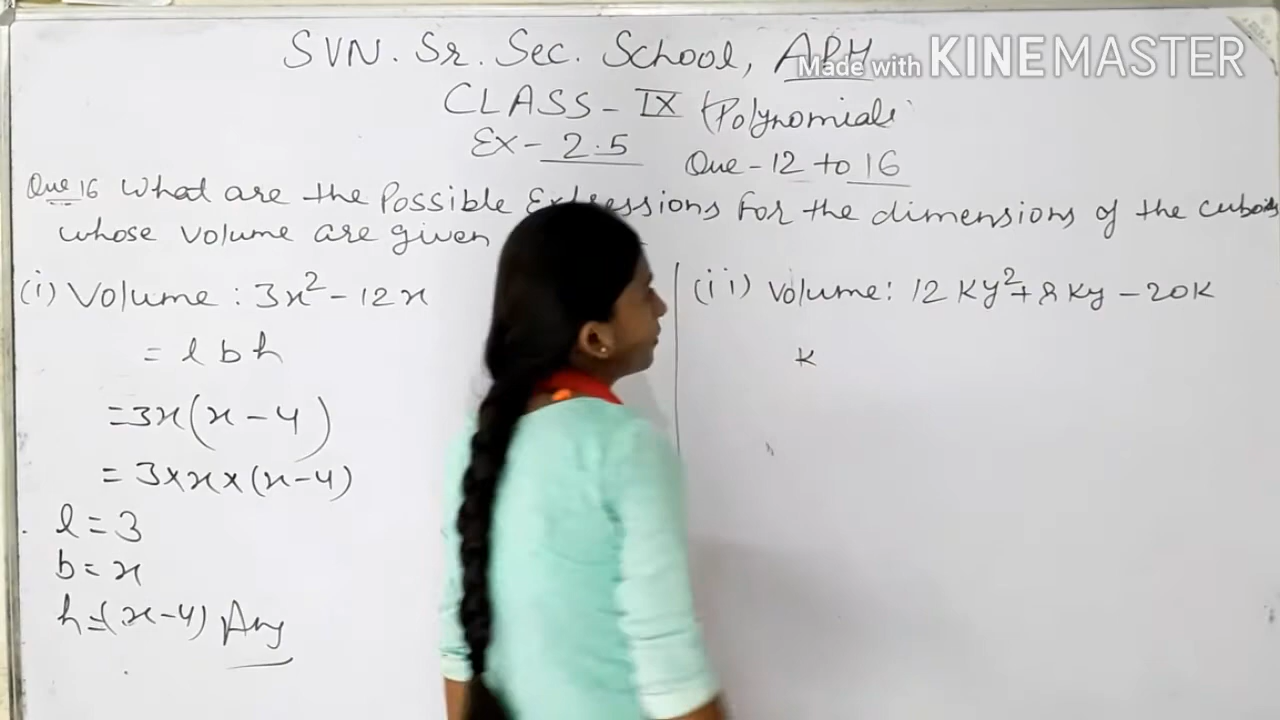 SVN. Sr. Sec. School, APH
Made with KINEMASTER
CLASS - IX (Polynomials
Ex - 2.5
Que - 12 to 16
Que 16 What are the Possible Expressions for the dimensions of the cuboids
whose volume are given
(i) Volume : 3x² - 12x
= l b h
= 3x(x - 4)
= 3 × x × (x - 4)
l = 3
b = x
h = (x - 4) Ans
(ii) Volume : 12 Ky² + 8 Ky - 20K
K